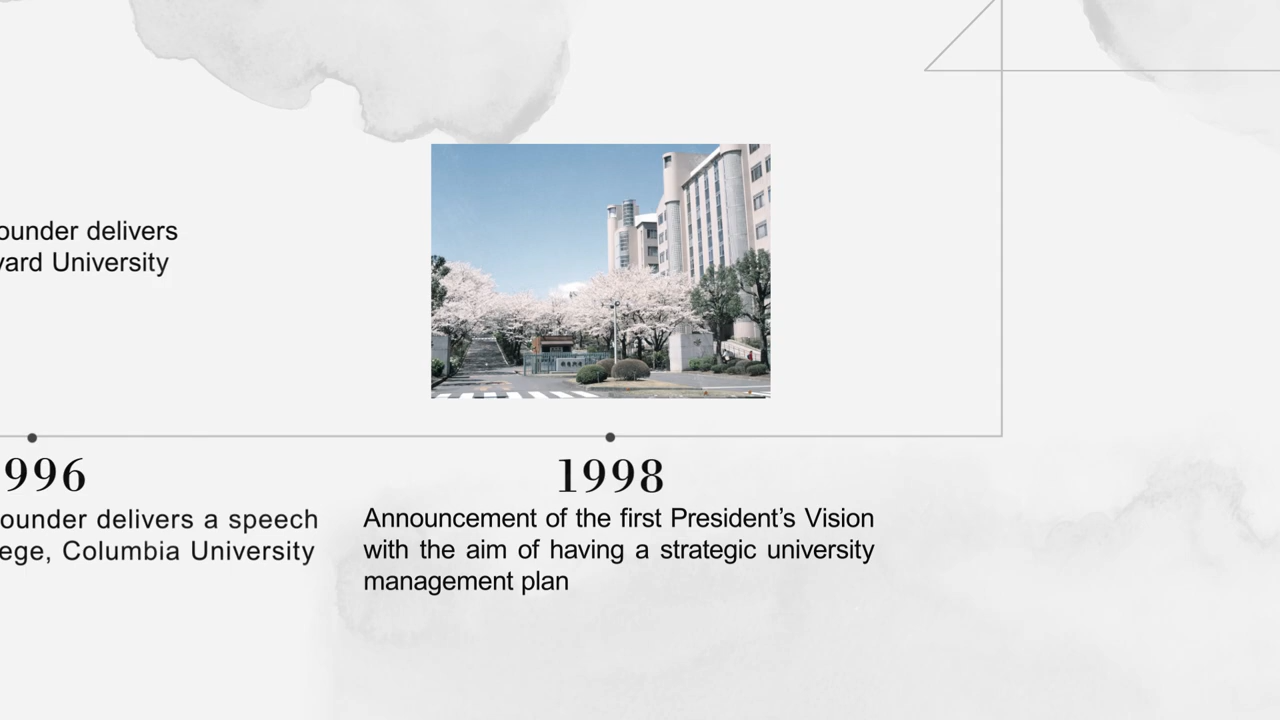 ounder delivers
vard University
996
ounder delivers a speech
ege, Columbia University
1998
Announcement of the first President’s Vision
with the aim of having a strategic university
management plan